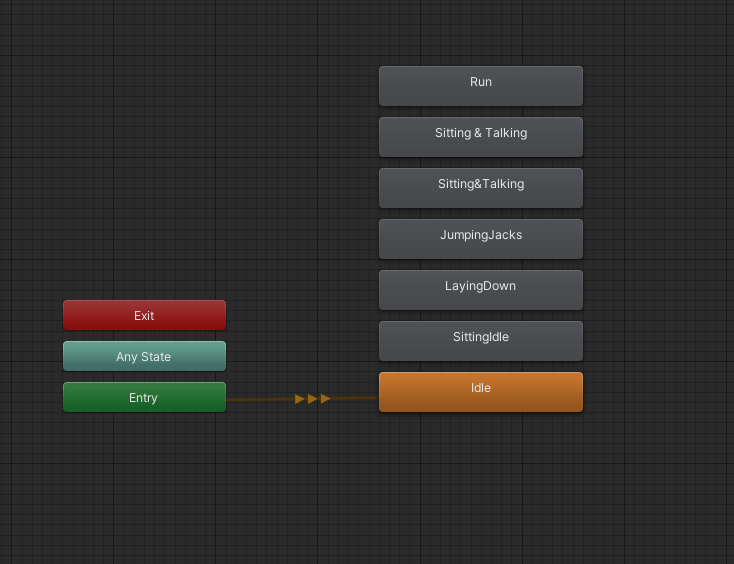 Run
Sitting & Talking
Sitting&Talking
JumpingJacks
LayingDown
SittingIdle
Idle
Exit
Any State
Entry